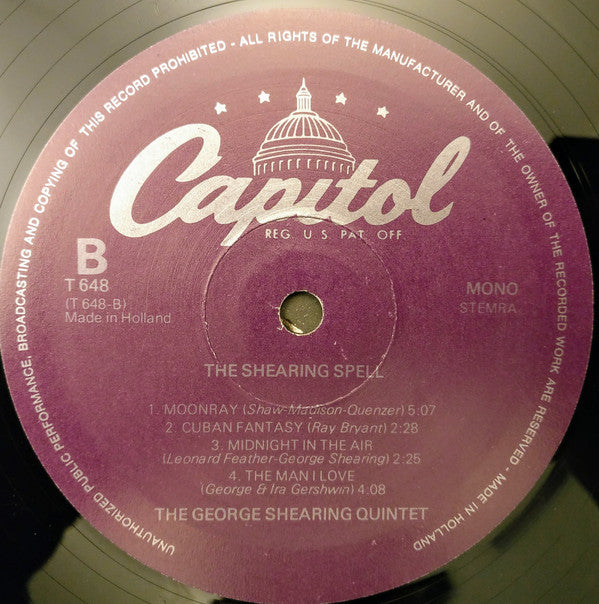 UNAUTHORIZED PUBLIC PERFORMANCE, BROADCASTING AND COPYING OF THIS RECORD PROHIBITED - ALL RIGHTS OF THE MANUFACTURER AND OF THE OWNER OF THE RECORDED WORK ARE RESERVED - MADE IN HOLLAND
Capitol
REG. U.S. PAT. OFF.
B
T 648
(T 648-B)
Made in Holland
MONO
STEMRA
THE SHEARING SPELL
1. MOONRAY (Shaw-Madison-Quenzer) 5:07
2. CUBAN FANTASY (Ray Bryant) 2:28
3. MIDNIGHT IN THE AIR
(Leonard Feather-George Shearing) 2:25
4. THE MAN I LOVE
(George & Ira Gershwin) 4:08
THE GEORGE SHEARING QUINTET